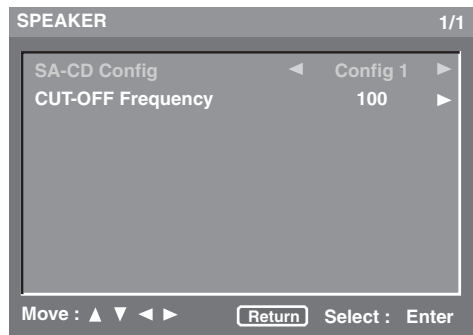 SPEAKER 1/1
SA-CD Config ◄ Config 1 ►
CUT-OFF Frequency 100 ►
Move : ▲ ▼ ◄ ► Return Select : Enter